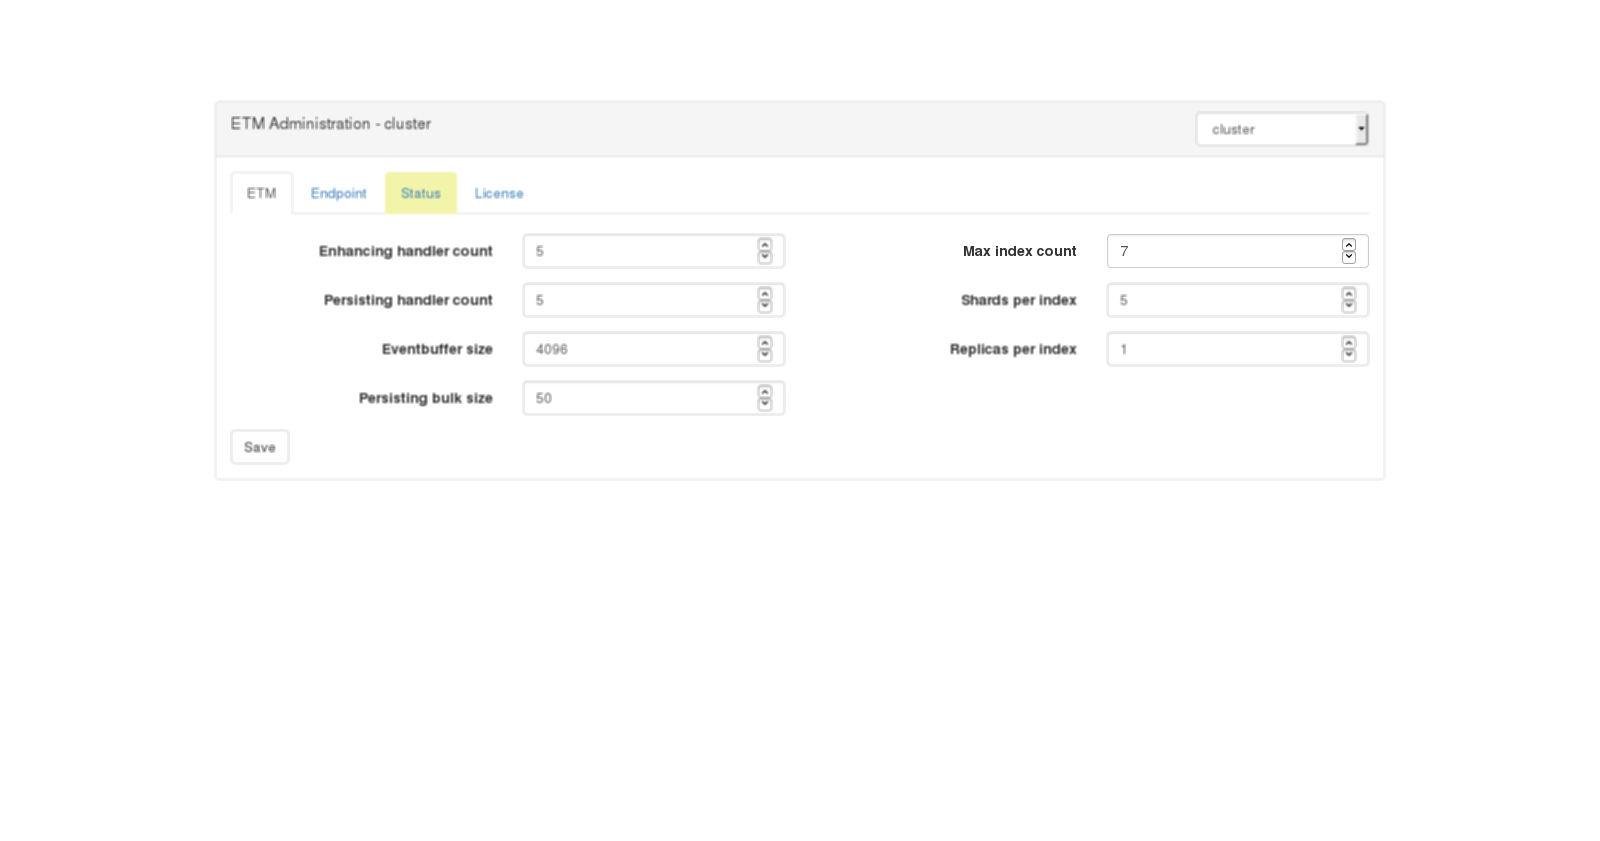 ETM Administration - cluster
cluster
ETM Endpoint Status License
Enhancing handler count 5 Max index count 7
Persisting handler count 5 Shards per index 5
Eventbuffer size 4096 Replicas per index 1
Persisting bulk size 50
Save